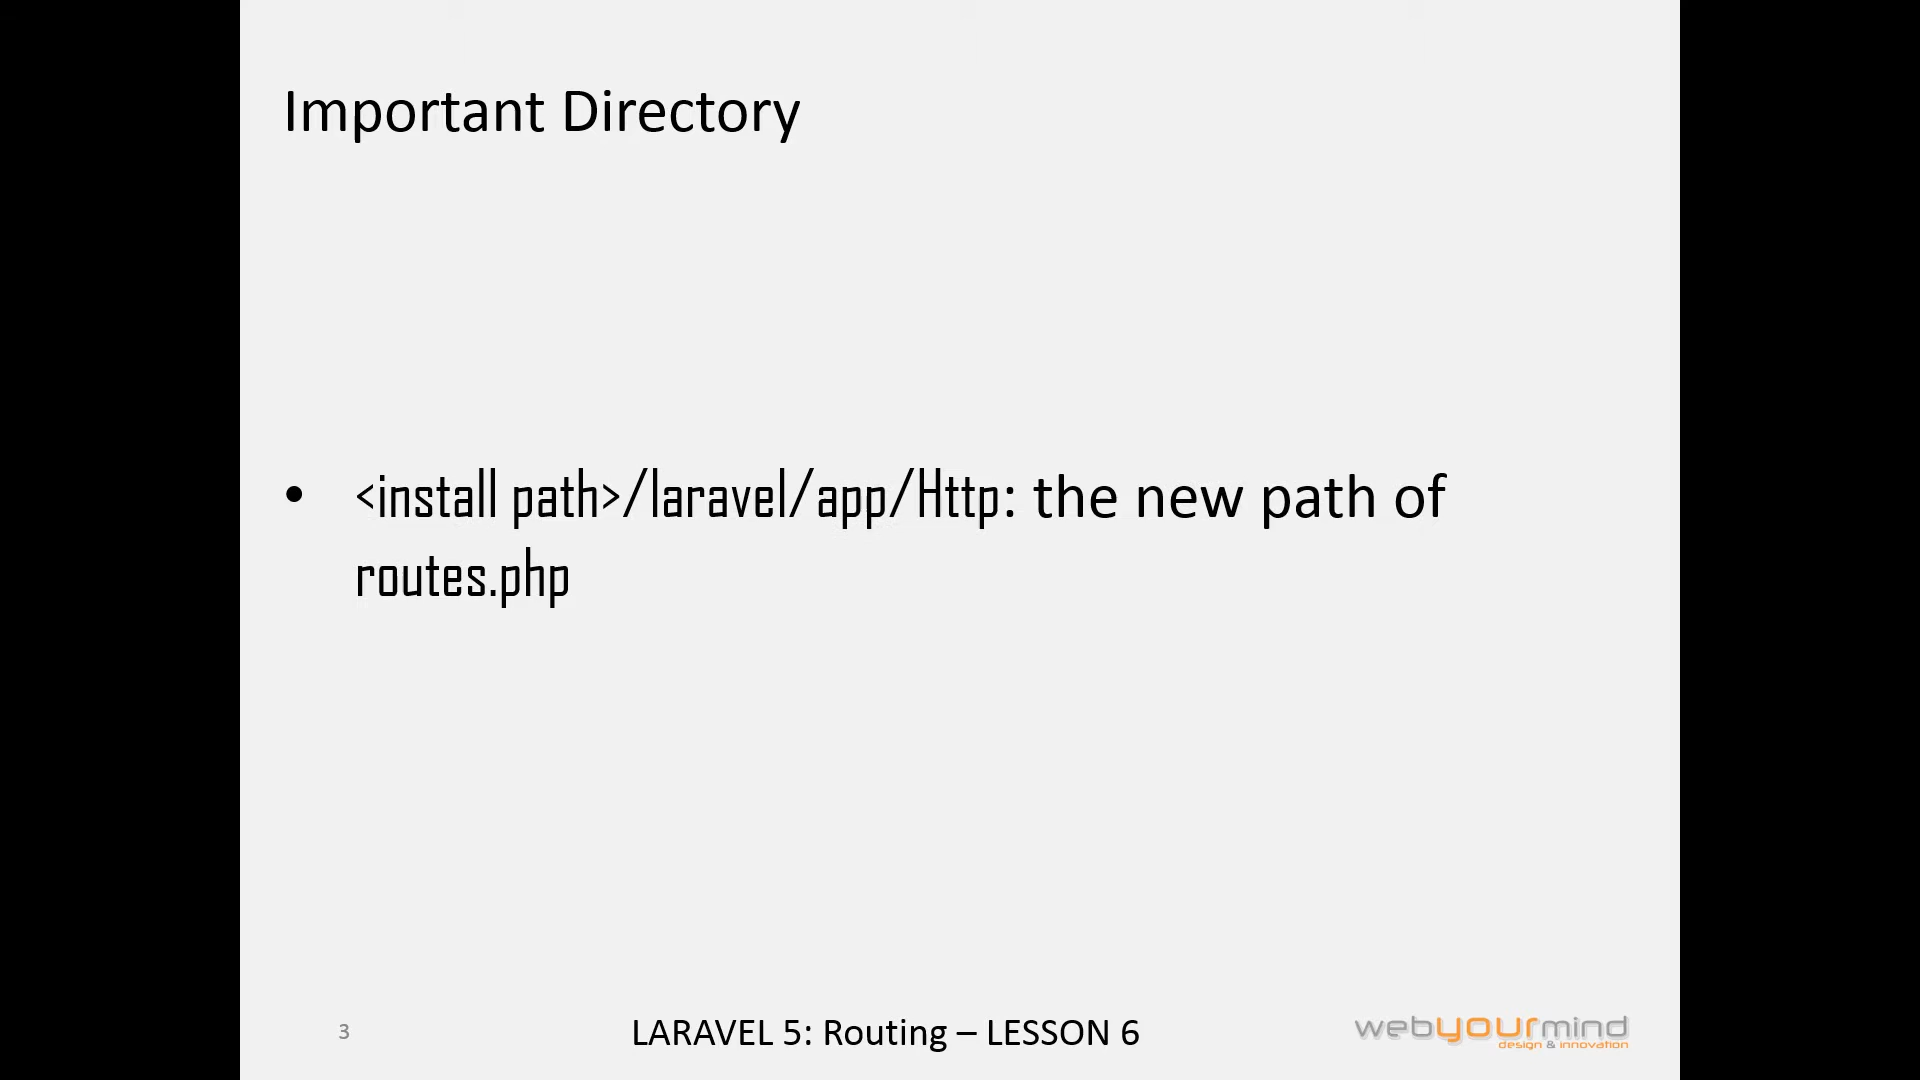 Important Directory
• <install path>/laravel/app/Http: the new path of
routes.php
3
LARAVEL 5: Routing – LESSON 6
webyourmind
design & innovation